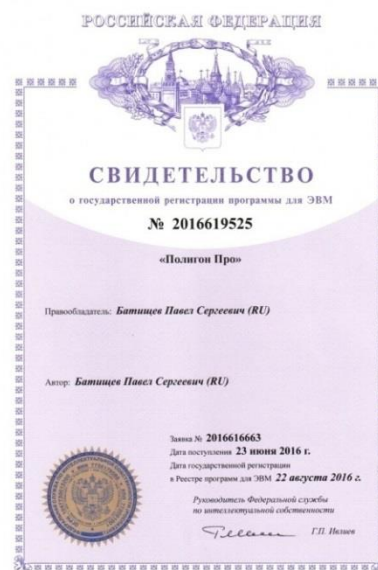 РОССИЙСКАЯ ФЕДЕРАЦИЯ
СВИДЕТЕЛЬСТВО
о государственной регистрации программы для ЭВМ
№ 2016619525
«Полигон Про»
Правообладатель: Батищев Павел Сергеевич (RU)
Автор: Батищев Павел Сергеевич (RU)
Заявка № 2016616663
Дата поступления 23 июня 2016 г.
Дата государственной регистрации
в Реестре программ для ЭВМ 22 августа 2016 г.
Руководитель Федеральной службы
по интеллектуальной собственности
Г.П. Ивлиев